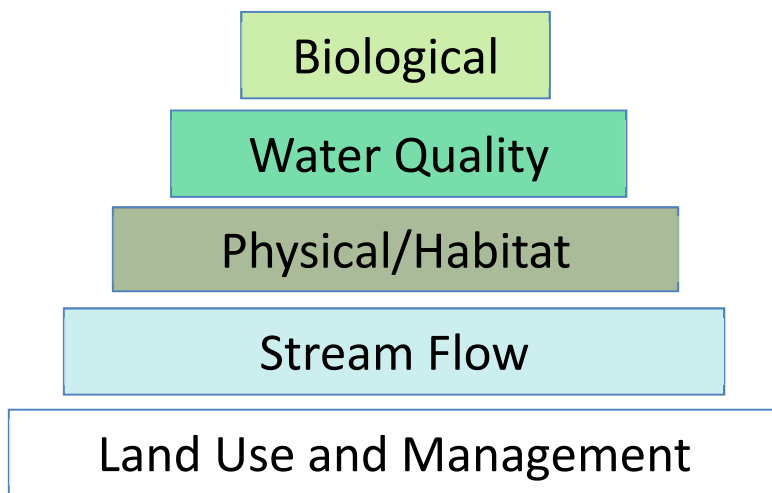 Biological
Water Quality
Physical/Habitat
Stream Flow
Land Use and Management